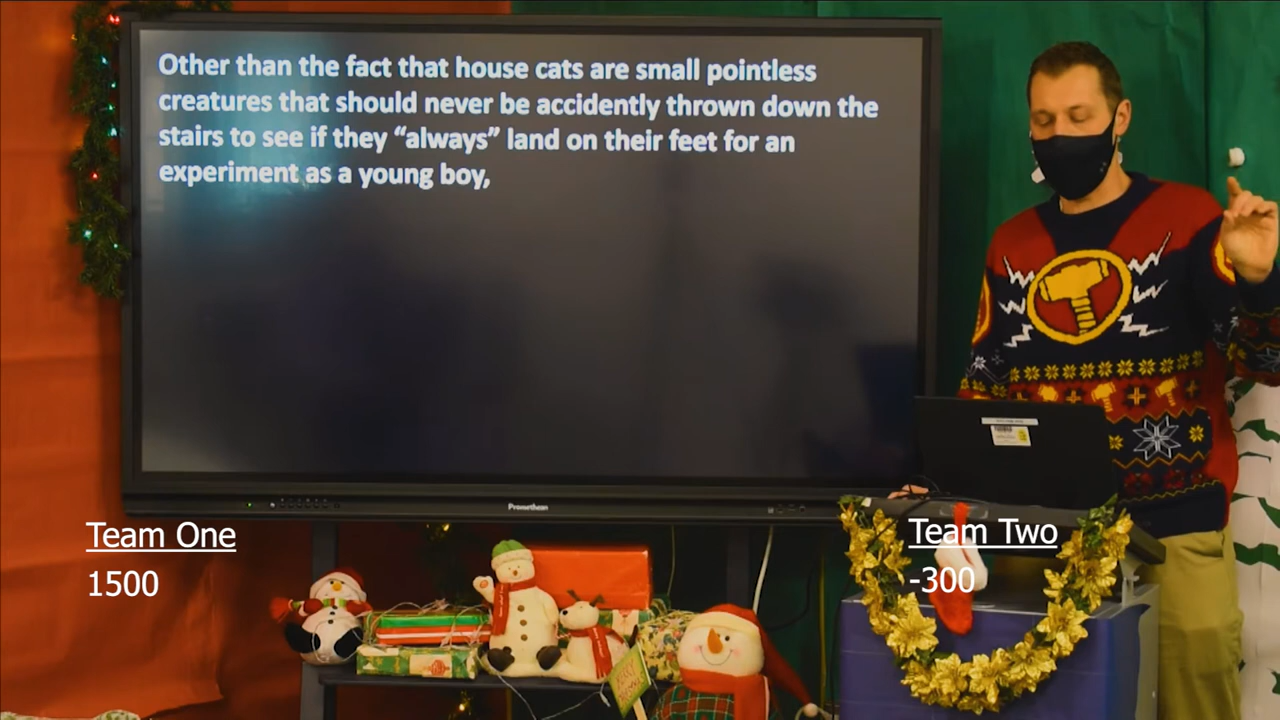 Other than the fact that house cats are small pointless
creatures that should never be accidently thrown down the
stairs to see if they “always” land on their feet for an
experiment as a young boy,
Promethean
Team One
1500
Team Two
-300